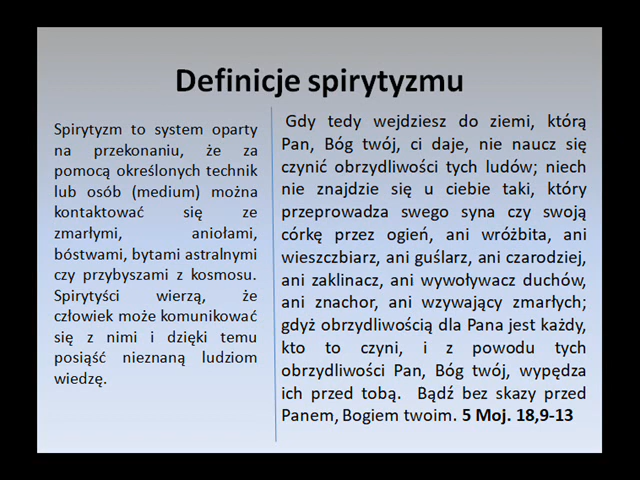 Definicje spirytyzmu
Spirytyzm to system oparty
na przekonaniu, że za
pomocą określonych technik
lub osób (medium) można
kontaktować się ze
zmarłymi, aniołami,
bóstwami, bytami astralnymi
czy przybyszami z kosmosu.
Spirytyści wierzą, że
człowiek może komunikować
się z nimi i dzięki temu
posiąść nieznaną ludziom
wiedzę.
Gdy tedy wejdziesz do ziemi, którą
Pan, Bóg twój, ci daje, nie naucz się
czynić obrzydliwości tych ludów; niech
nie znajdzie się u ciebie taki, który
przeprowadza swego syna czy swoją
córkę przez ogień, ani wróżbita, ani
wieszczbiarz, ani guślarz, ani czarodziej,
ani zaklinacz, ani wywoływacz duchów,
ani znachor, ani wzywający zmarłych;
gdyż obrzydliwością dla Pana jest każdy,
kto to czyni, i z powodu tych
obrzydliwości Pan, Bóg twój, wypędza
ich przed tobą. Bądź bez skazy przed
Panem, Bogiem twoim. 5 Moj. 18,9-13